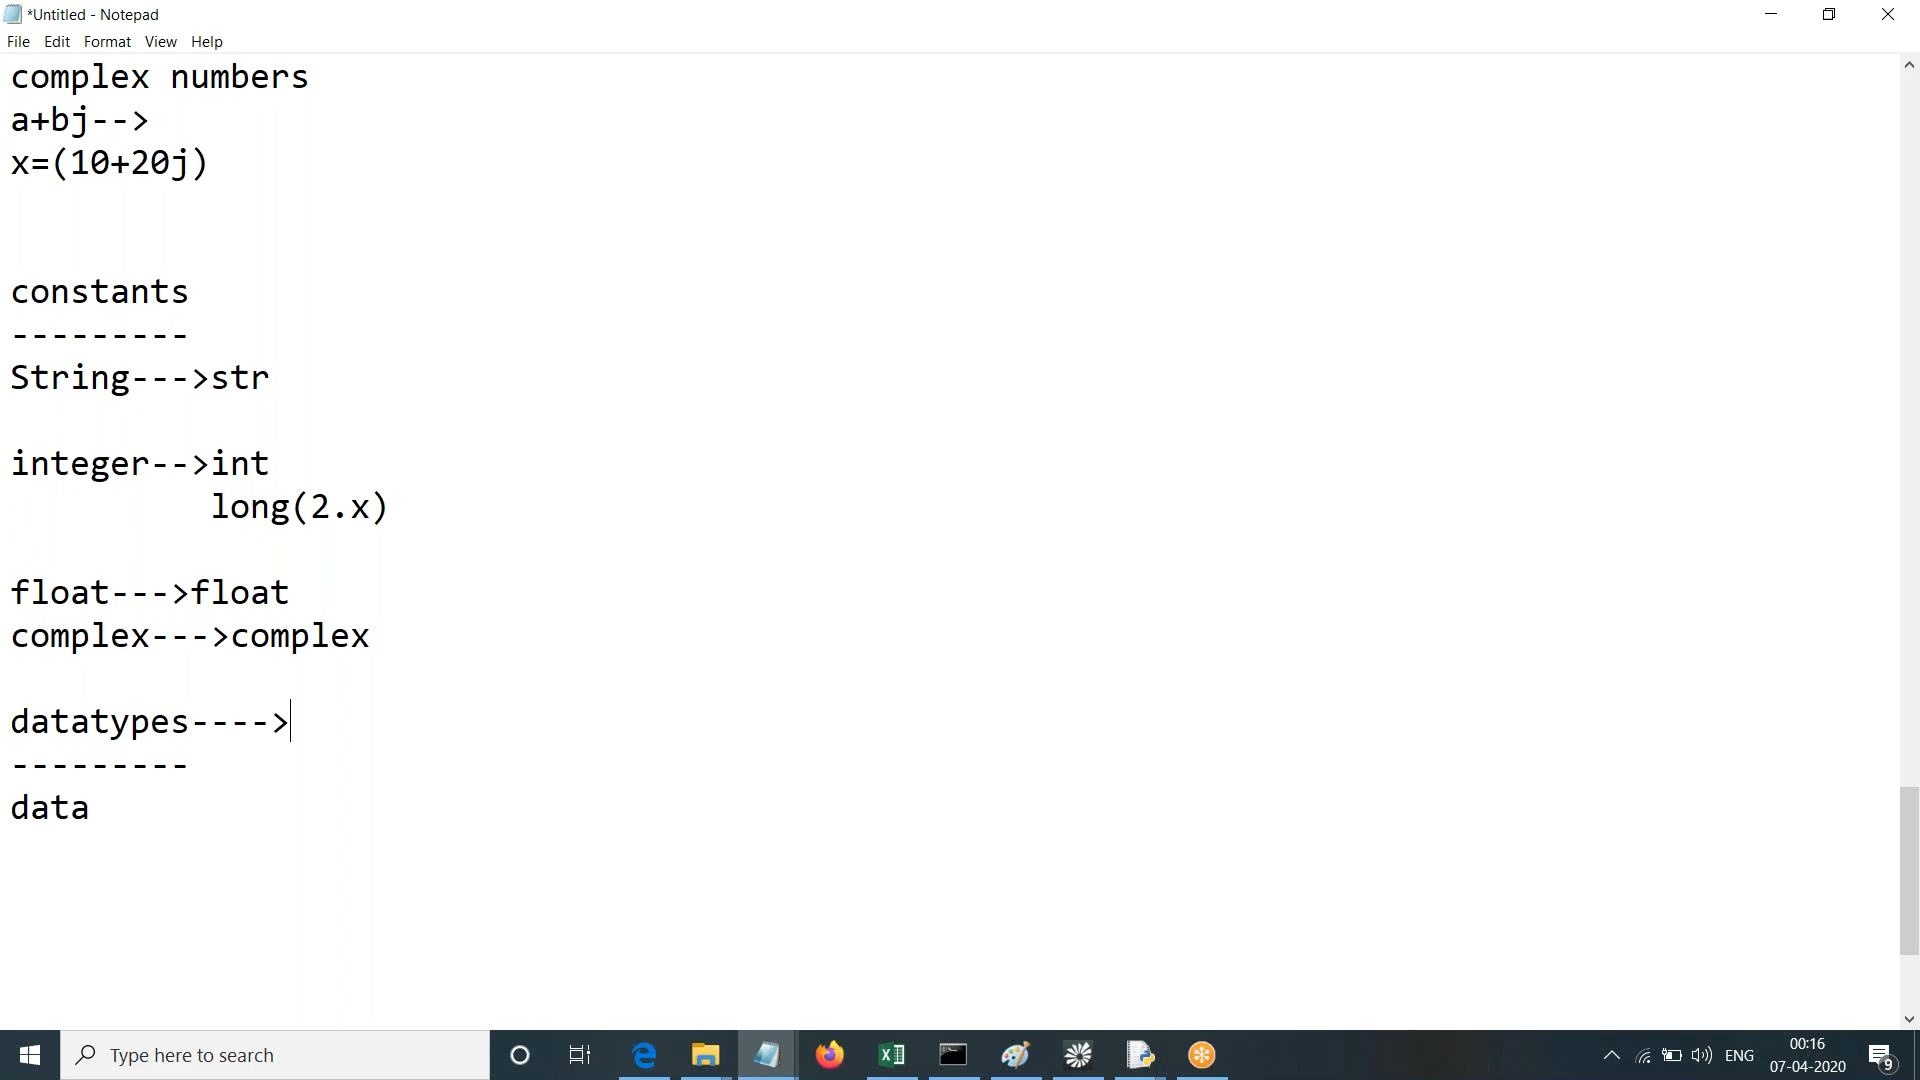 *Untitled - Notepad
File Edit Format View Help
complex numbers
a+bj-->
x=(10+20j)
constants
---------
String--->str
integer-->int
long(2.x)
float--->float
complex--->complex
datatypes---->
---------
data
Type here to search
ENG
00:16
07-04-2020
9